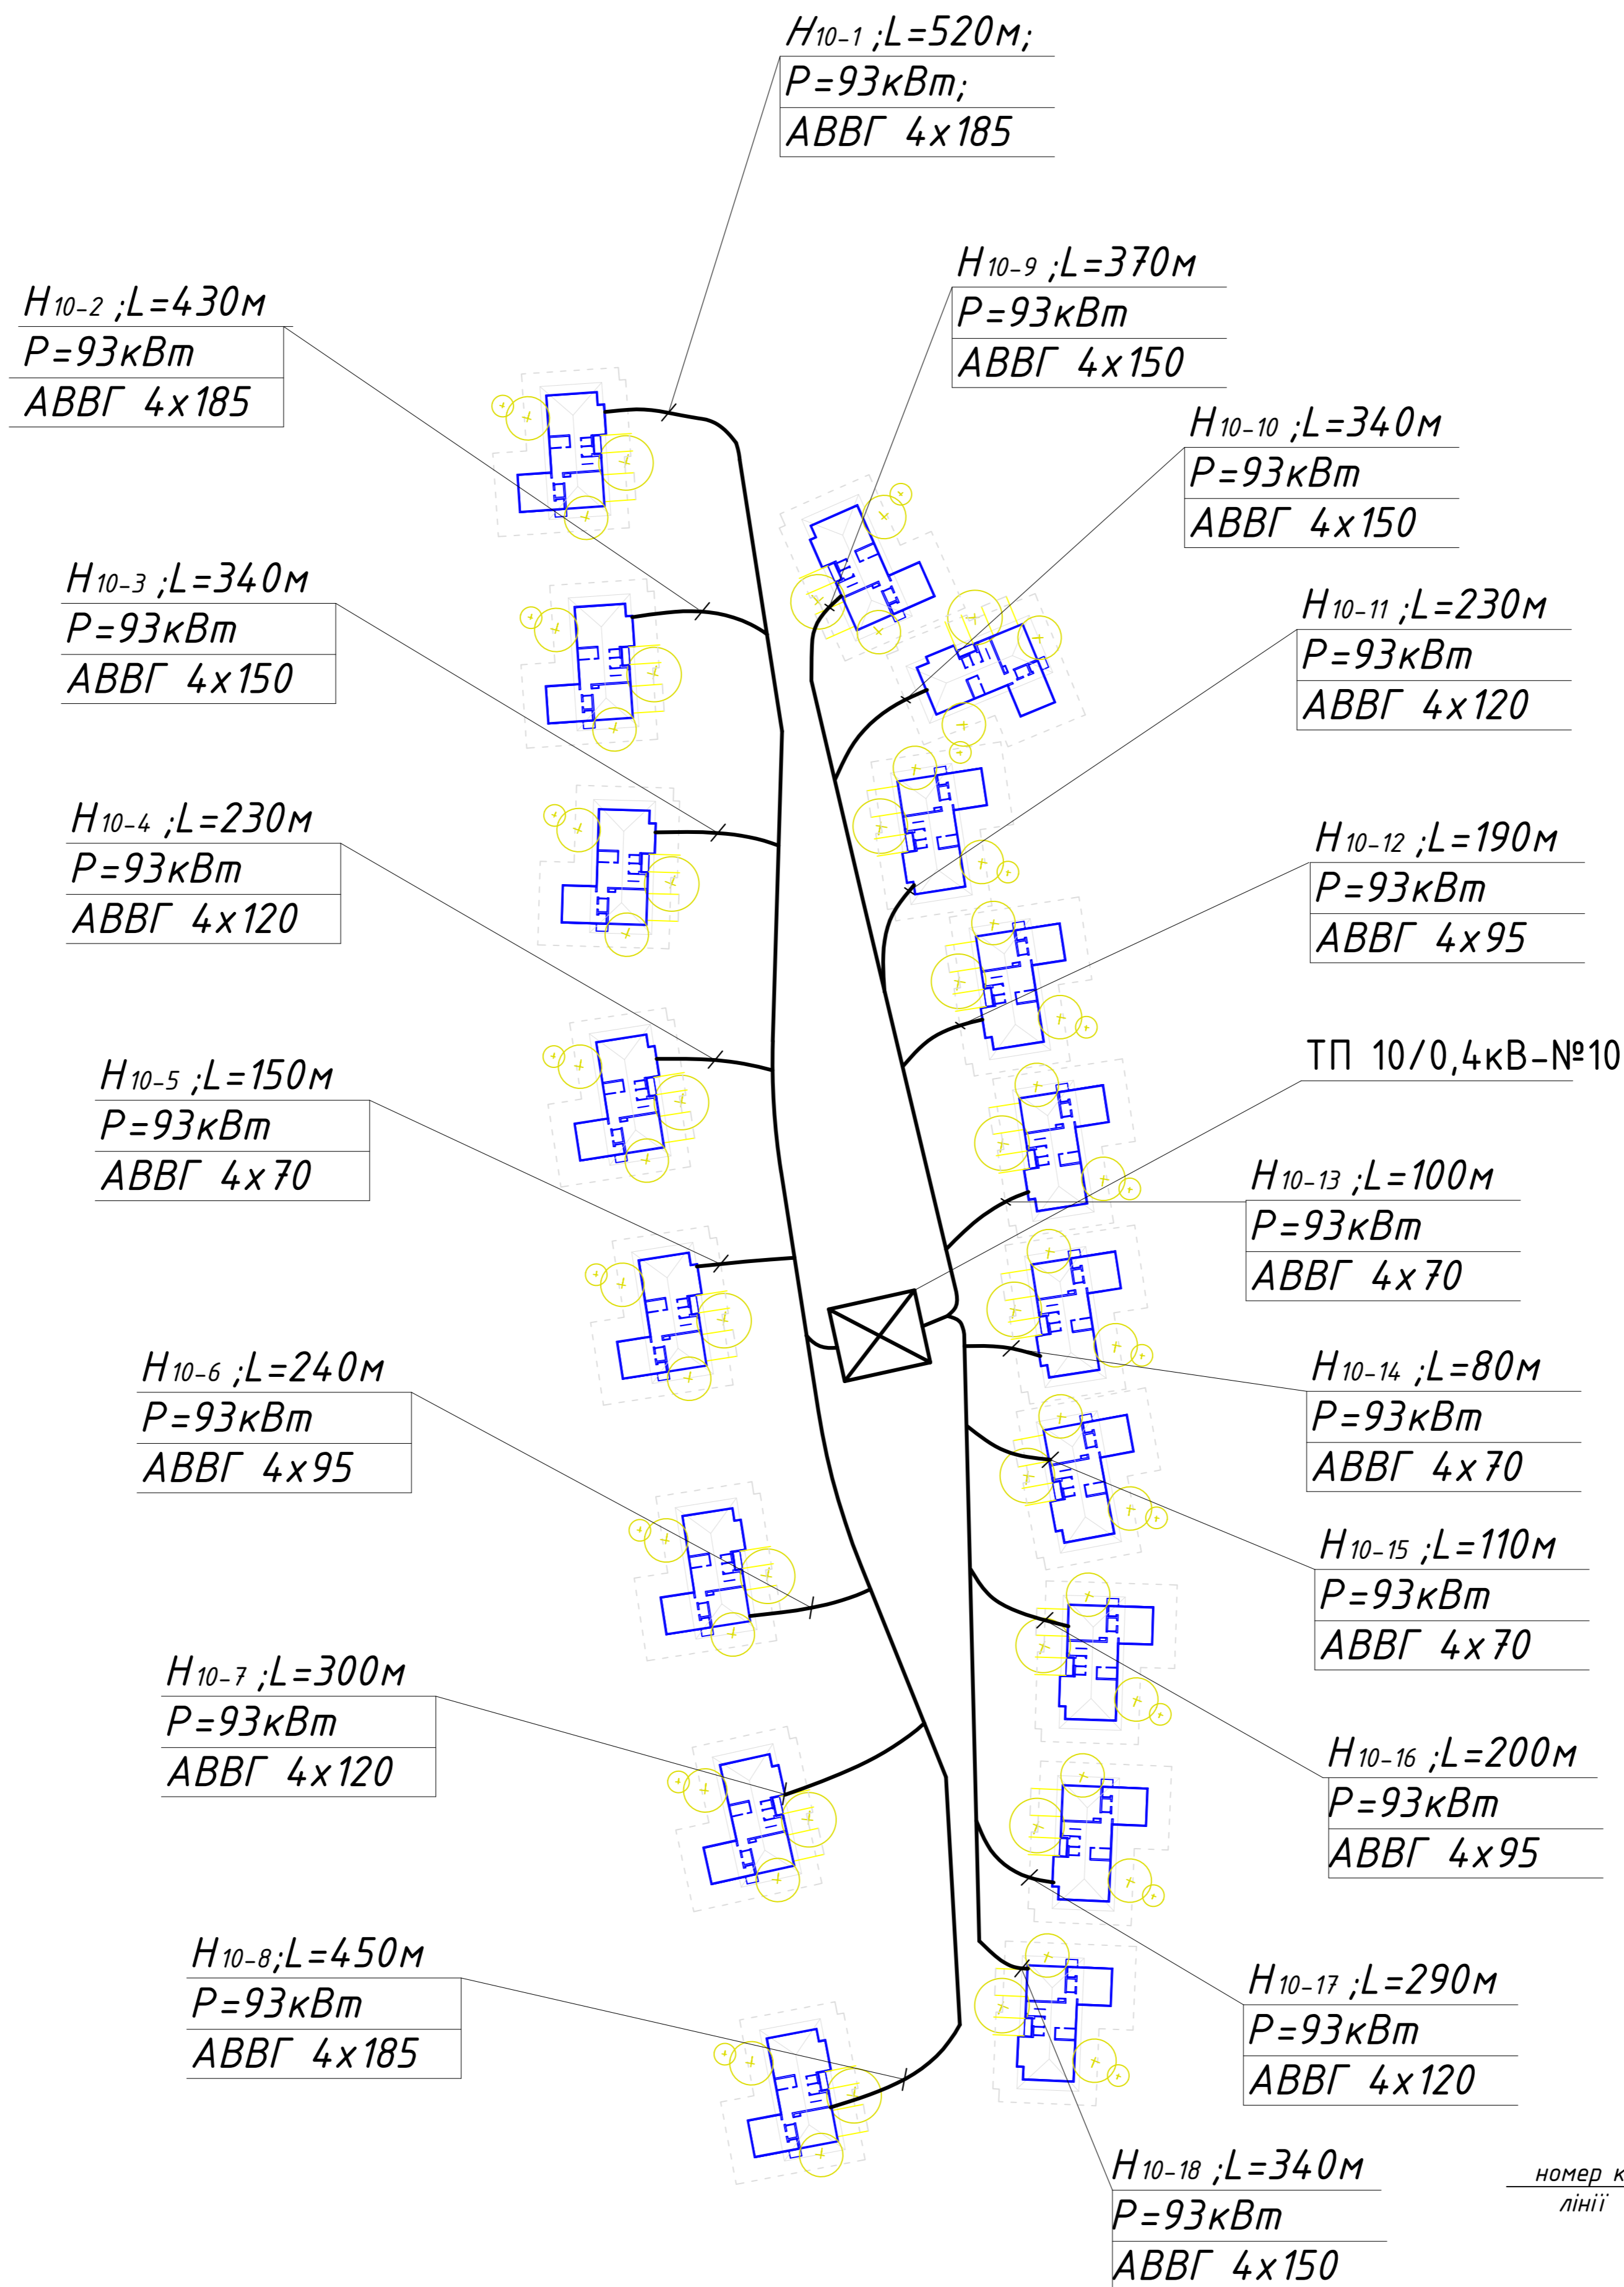 Н10-1 ;L=520м;
Р=93кВт;
АВВГ 4х185
Н10-9 ;L=370м
Р=93кВт
АВВГ 4х150
Н10-2 ;L=430м
Р=93кВт
АВВГ 4х185
Н10-10 ;L=340м
Р=93кВт
АВВГ 4х150
Н10-3 ;L=340м
Р=93кВт
АВВГ 4х150
Н10-11 ;L=230м
Р=93кВт
АВВГ 4х120
Н10-4 ;L=230м
Р=93кВт
АВВГ 4х120
Н10-12 ;L=190м
Р=93кВт
АВВГ 4х95
ТП 10/0,4кВ-№10
Н10-5 ;L=150м
Р=93кВт
АВВГ 4х70
Н10-13 ;L=100м
Р=93кВт
АВВГ 4х70
Н10-6 ;L=240м
Р=93кВт
АВВГ 4х95
Н10-14 ;L=80м
Р=93кВт
АВВГ 4х70
Н10-15 ;L=110м
Р=93кВт
АВВГ 4х70
Н10-7 ;L=300м
Р=93кВт
АВВГ 4х120
Н10-16 ;L=200м
Р=93кВт
АВВГ 4х95
Н10-8;L=450м
Р=93кВт
АВВГ 4х185
Н10-17 ;L=290м
Р=93кВт
АВВГ 4х120
Н10-18 ;L=340м
Р=93кВт
АВВГ 4х150
номер
лінії